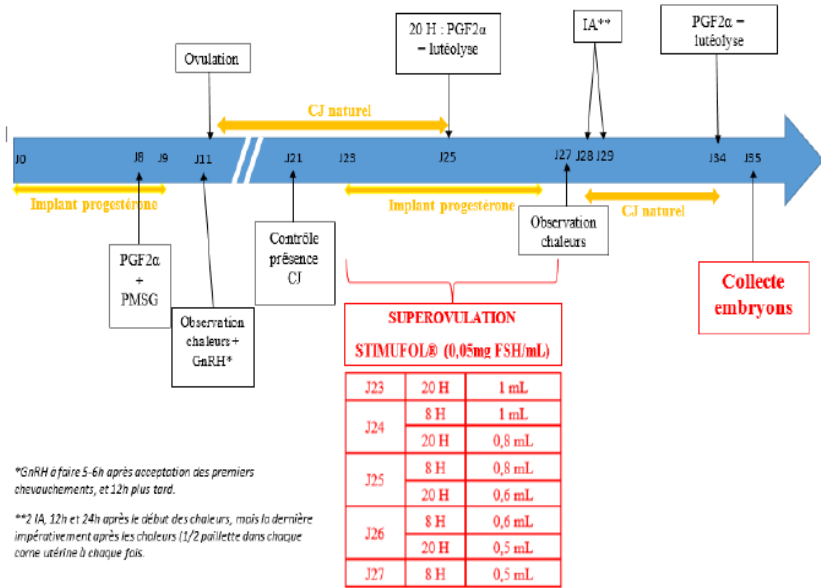 20 H : PGF2α
= lutéolyse
IA**
PGF2α =
lutéolyse
Ovulation
CJ naturel
J0
J8
J9
J11
J21
J23
J25
J27
J28
J29
J34
J35
Implant progestérone
Implant progestérone
CJ naturel
PGF2α
+
PMSG
Observation
chaleurs +
GnRH*
Contrôle
présence
CJ
Observation
chaleurs
Collecte
embryons
SUPEROVULATION
STIMUFOL® (0,05mg FSH/mL)
J23 20 H 1 mL
J24 8 H 1 mL
20 H 0,8 mL
J25 8 H 0,8 mL
20 H 0,6 mL
J26 8 H 0,6 mL
20 H 0,5 mL
J27 8 H 0,5 mL
*GnRH à faire 5-6h après acceptation des premiers
chevauchements, et 12h plus tard.
**2 IA, 12h et 24h après le début des chaleurs, mais la dernière
impérativement après les chaleurs (1/2 paillette dans chaque
corne utérine à chaque fois.